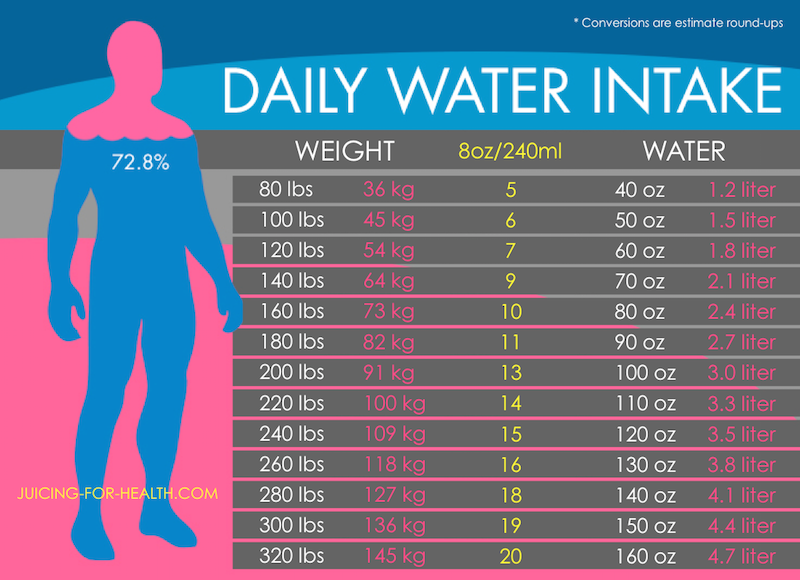 * Conversions are estimate round-ups
DAILY WATER INTAKE
WEIGHT 8oz/240ml WATER
72.8%
80 lbs 36 kg 5 40 oz 1.2 liter
100 lbs 45 kg 6 50 oz 1.5 liter
120 lbs 54 kg 7 60 oz 1.8 liter
140 lbs 64 kg 9 70 oz 2.1 liter
160 lbs 73 kg 10 80 oz 2.4 liter
180 lbs 82 kg 11 90 oz 2.7 liter
200 lbs 91 kg 13 100 oz 3.0 liter
220 lbs 100 kg 14 110 oz 3.3 liter
240 lbs 109 kg 15 120 oz 3.5 liter
260 lbs 118 kg 16 130 oz 3.8 liter
280 lbs 127 kg 18 140 oz 4.1 liter
300 lbs 136 kg 19 150 oz 4.4 liter
320 lbs 145 kg 20 160 oz 4.7 liter
JUICING-FOR-HEALTH.COM